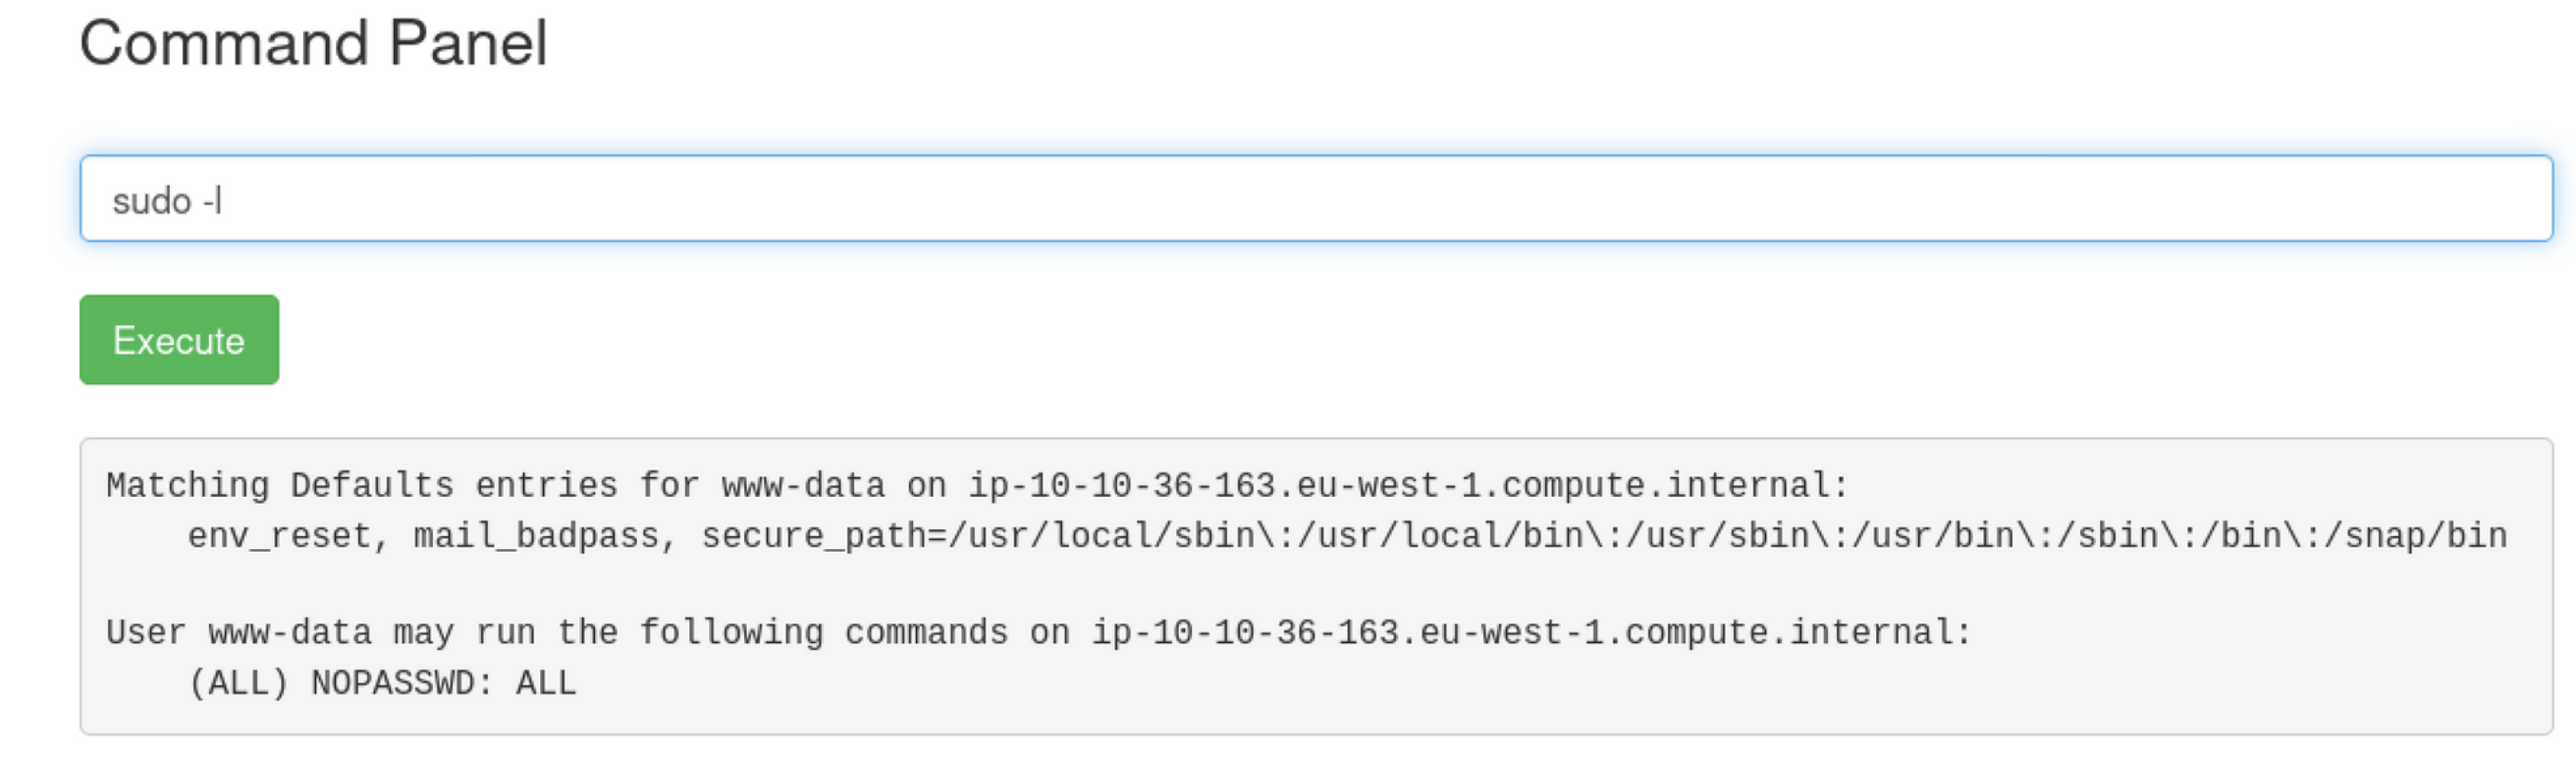 Command Panel
sudo -l
Execute
Matching Defaults entries for www-data on ip-10-10-36-163.eu-west-1.compute.internal:
env_reset, mail_badpass, secure_path=/usr/local/sbin\:/usr/local/bin\:/usr/sbin\:/usr/bin\:/sbin\:/bin\:/snap/bin
User www-data may run the following commands on ip-10-10-36-163.eu-west-1.compute.internal:
(ALL) NOPASSWD: ALL